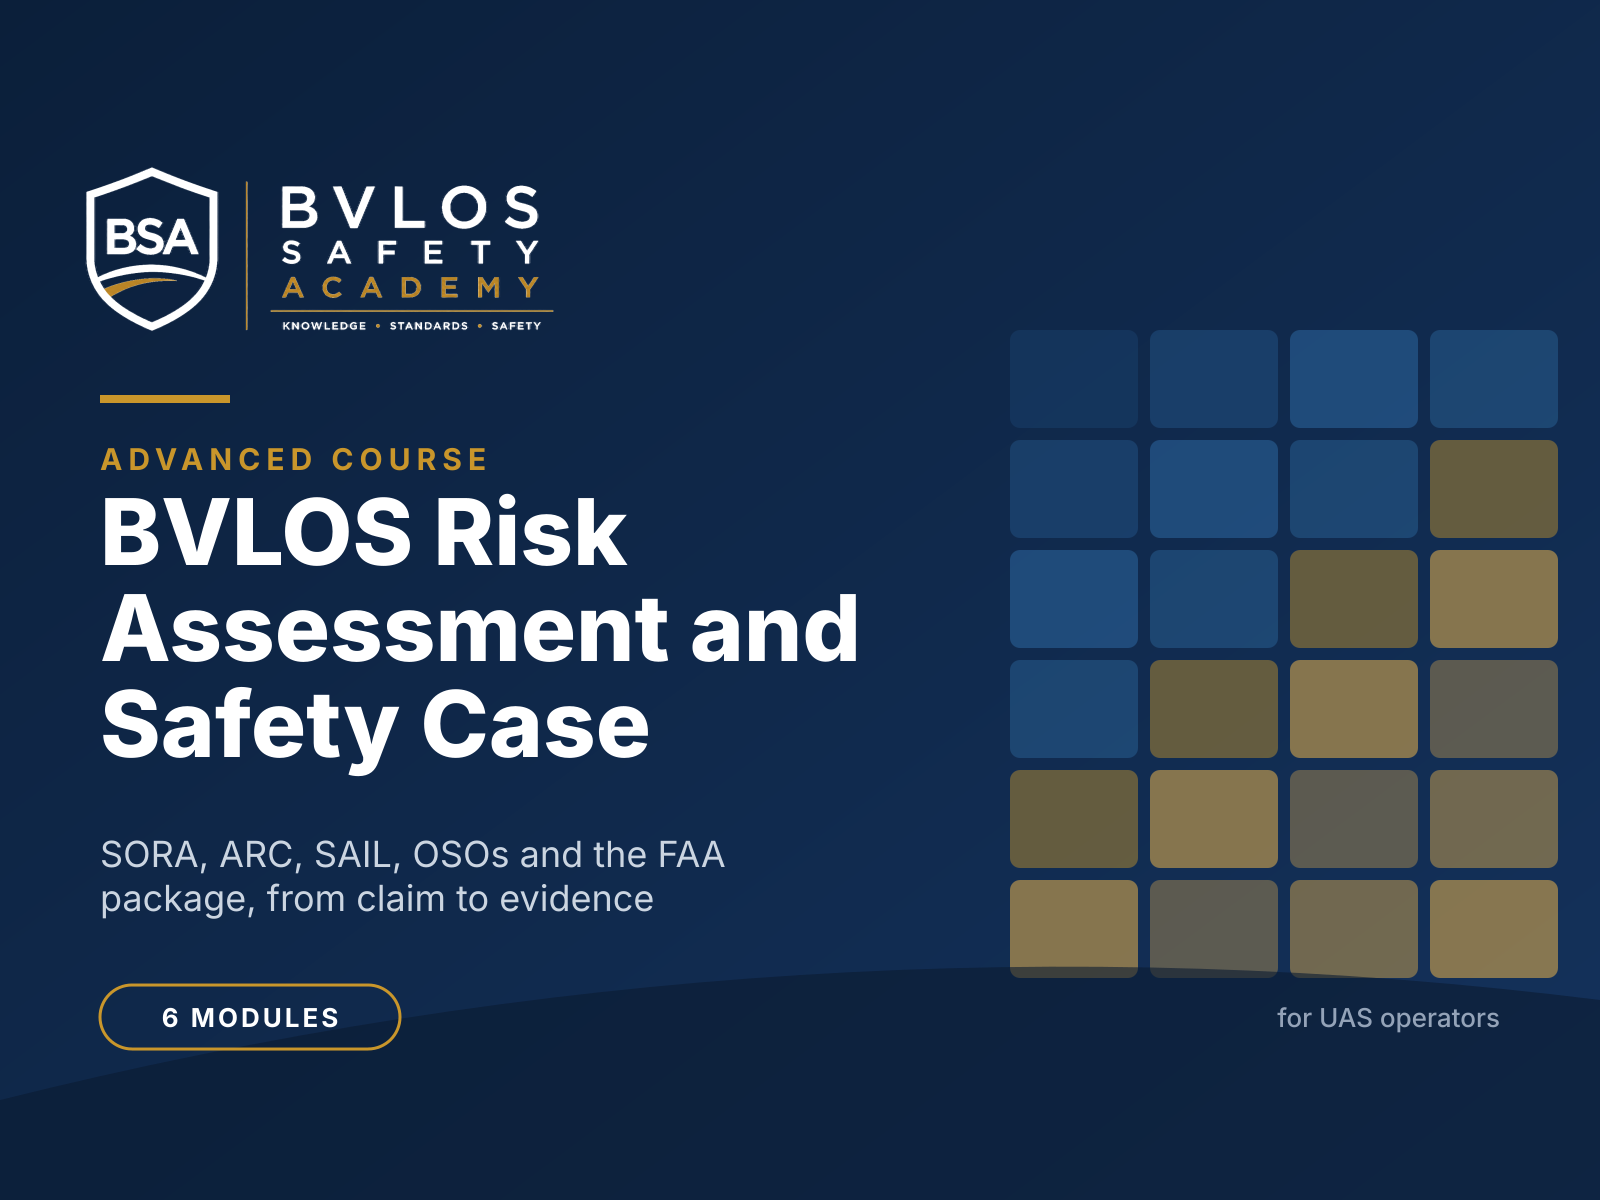 BSA
BVLOS
SAFETY
ACADEMY
KNOWLEDGE • STANDARDS • SAFETY
ADVANCED COURSE
BVLOS Risk
Assessment and
Safety Case
SORA, ARC, SAIL, OSOs and the FAA
package, from claim to evidence
6 MODULES
for UAS operators